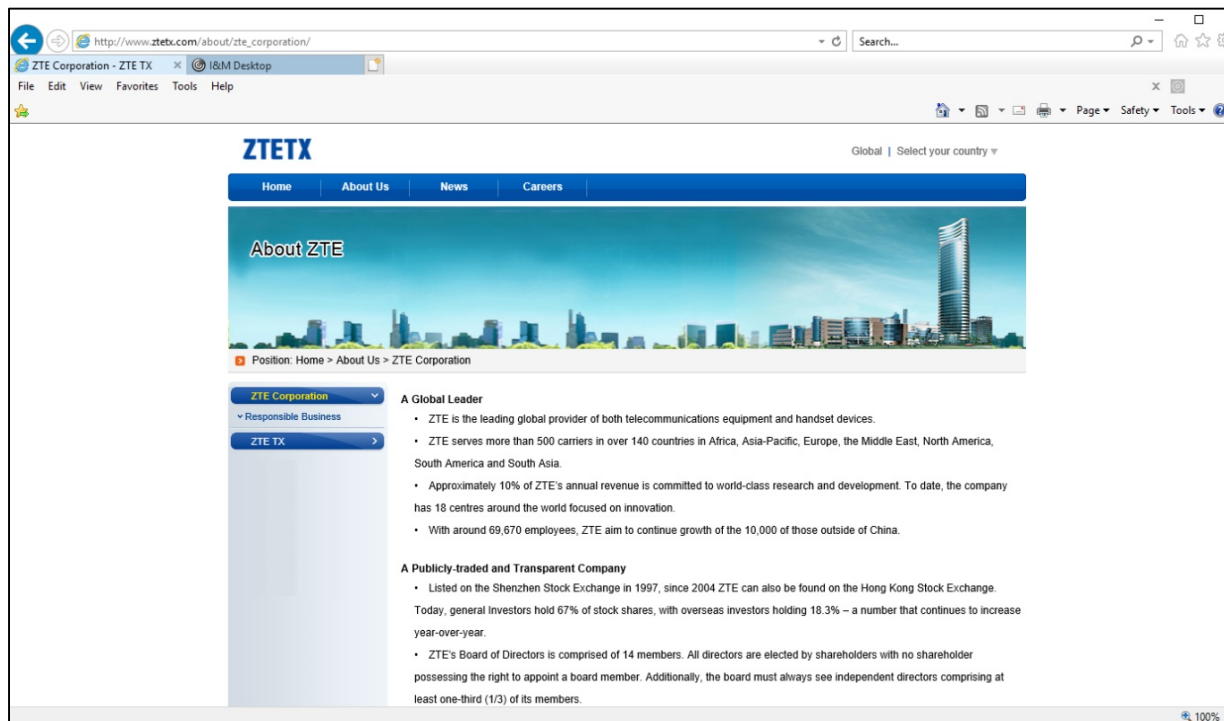 http://www.ztetx.com/about/zte_corporation/
Search...
ZTE Corporation - ZTE TX
I&M Desktop
File Edit View Favorites Tools Help
Page Safety Tools
ZTETX
Global | Select your country
Home About Us News Careers
About ZTE
Position: Home > About Us > ZTE Corporation
ZTE Corporation
Responsible Business
ZTE TX
A Global Leader
• ZTE is the leading global provider of both telecommunications equipment and handset devices.
• ZTE serves more than 500 carriers in over 140 countries in Africa, Asia-Pacific, Europe, the Middle East, North America,
South America and South Asia.
• Approximately 10% of ZTE's annual revenue is committed to world-class research and development. To date, the company
has 18 centres around the world focused on innovation.
• With around 69,670 employees, ZTE aim to continue growth of the 10,000 of those outside of China.
A Publicly-traded and Transparent Company
• Listed on the Shenzhen Stock Exchange in 1997, since 2004 ZTE can also be found on the Hong Kong Stock Exchange.
Today, general Investors hold 67% of stock shares, with overseas investors holding 18.3% – a number that continues to increase
year-over-year.
• ZTE's Board of Directors is comprised of 14 members. All directors are elected by shareholders with no shareholder
possessing the right to appoint a board member. Additionally, the board must always see independent directors comprising at
least one-third (1/3) of its members.
100%